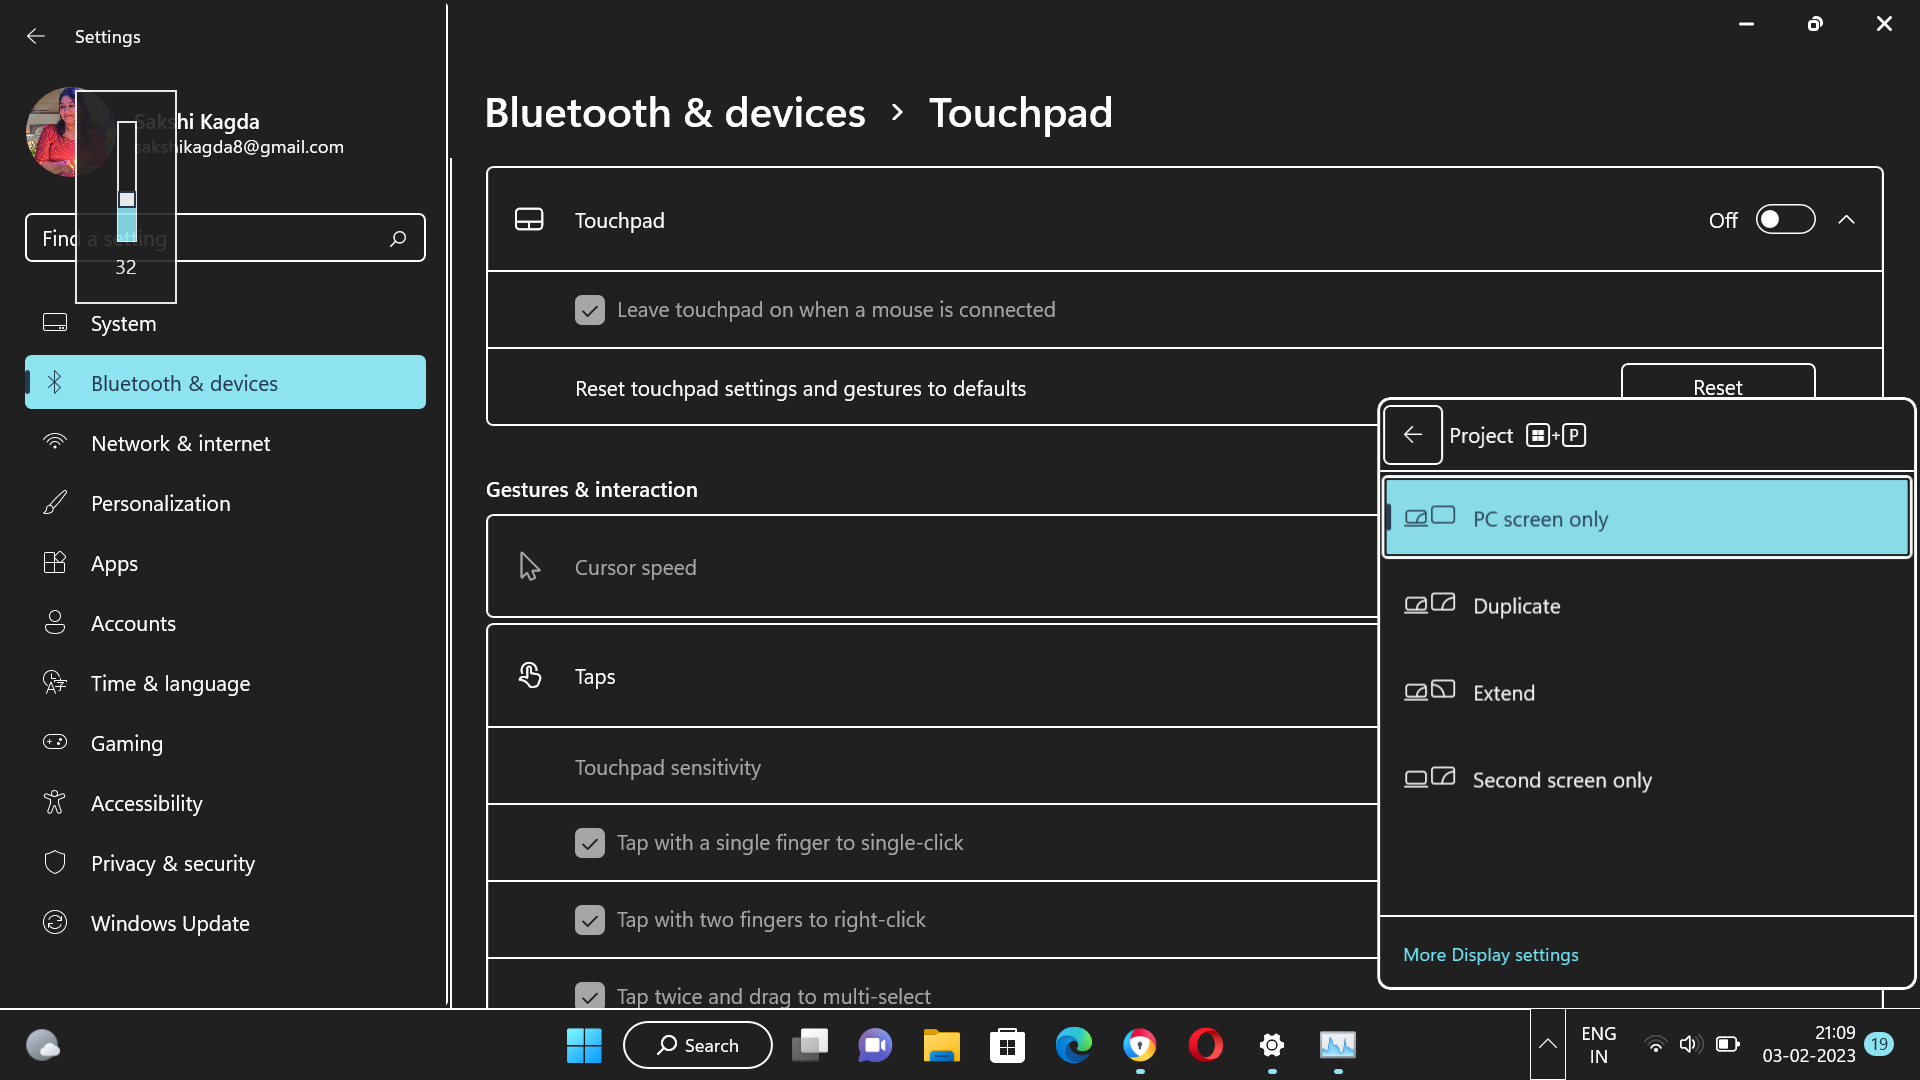 Settings
Sakshi Kagda
sakshikagda8@gmail.com
Find a setting
32
System
Bluetooth & devices
Network & internet
Personalization
Apps
Accounts
Time & language
Gaming
Accessibility
Privacy & security
Windows Update
Bluetooth & devices > Touchpad
Touchpad
Off
Leave touchpad on when a mouse is connected
Reset touchpad settings and gestures to defaults
Reset
Gestures & interaction
Cursor speed
Taps
Touchpad sensitivity
Tap with a single finger to single-click
Tap with two fingers to right-click
Tap twice and drag to multi-select
Project +P
PC screen only
Duplicate
Extend
Second screen only
More Display settings
Search
ENG
IN
21:09
03-02-2023
19